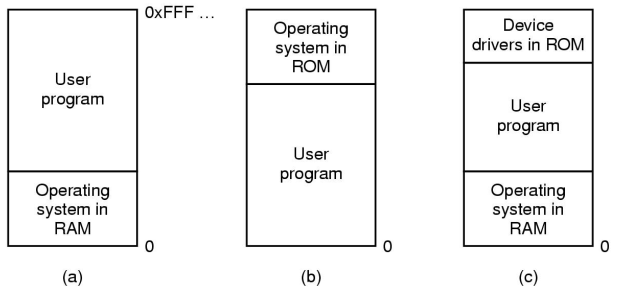 0xFFF …
User
program
Operating
system in
RAM
0
(a)
Operating
system in
ROM
User
program
0
(b)
Device
drivers in ROM
User
program
Operating
system in
RAM
0
(c)